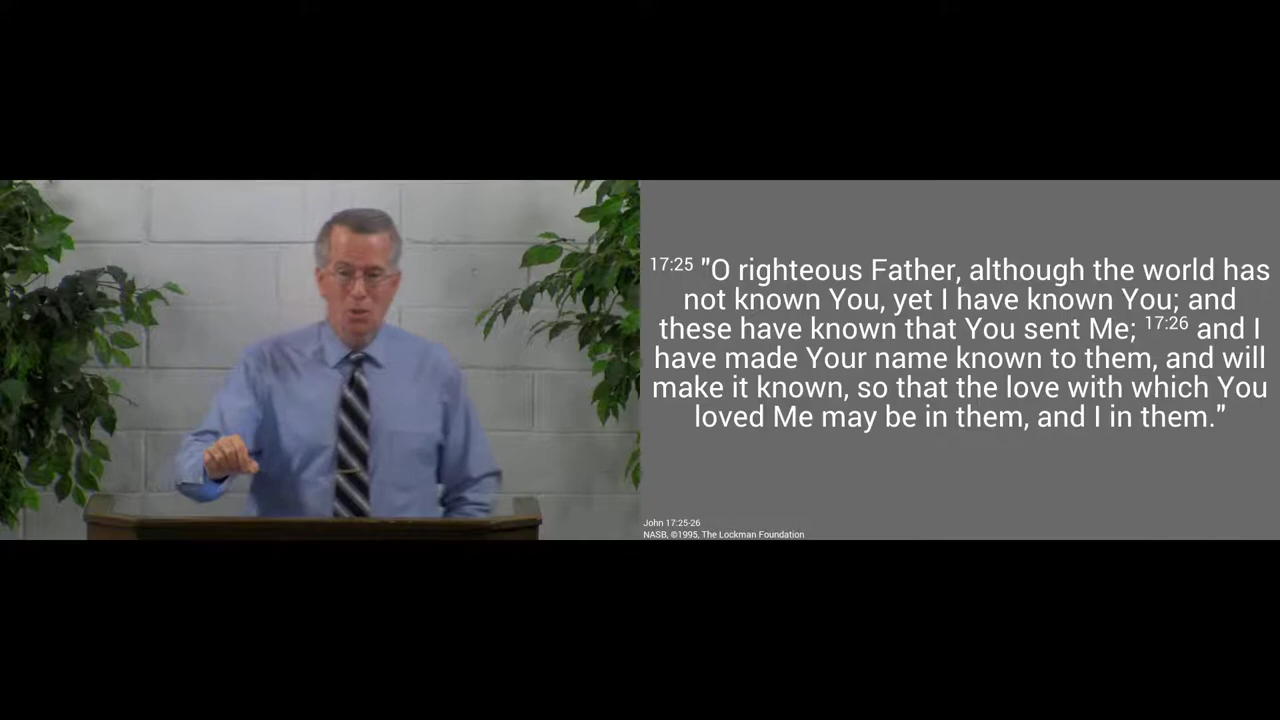 17:25 "O righteous Father, although the world has
not known You, yet I have known You; and
these have known that You sent Me; 17:26 and I
have made Your name known to them, and will
make it known, so that the love with which You
loved Me may be in them, and I in them."
John 17:25-26
NASB, ©1995, The Lockman Foundation